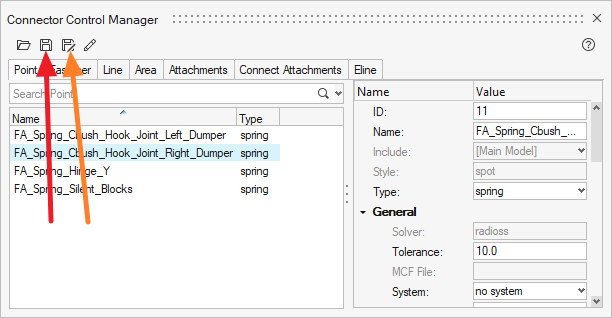 Connector Control Manager
Point Fastener Line Area Attachments Connect Attachments Eline
Search Point
Name Type
FA_Spring_Cbush_Hook_Joint_Left_Dumper spring
FA_Spring_Cbush_Hook_Joint_Right_Dumper spring
FA_Spring_Hinge_Y spring
FA_Spring_Silent_Blocks spring
Name Value
ID: 11
Name: FA_Spring_Cbush_...
Include: [Main Model]
Style: spot
Type: spring
General
Solver: radioss
Tolerance: 10.0
MCF File:
System: no system